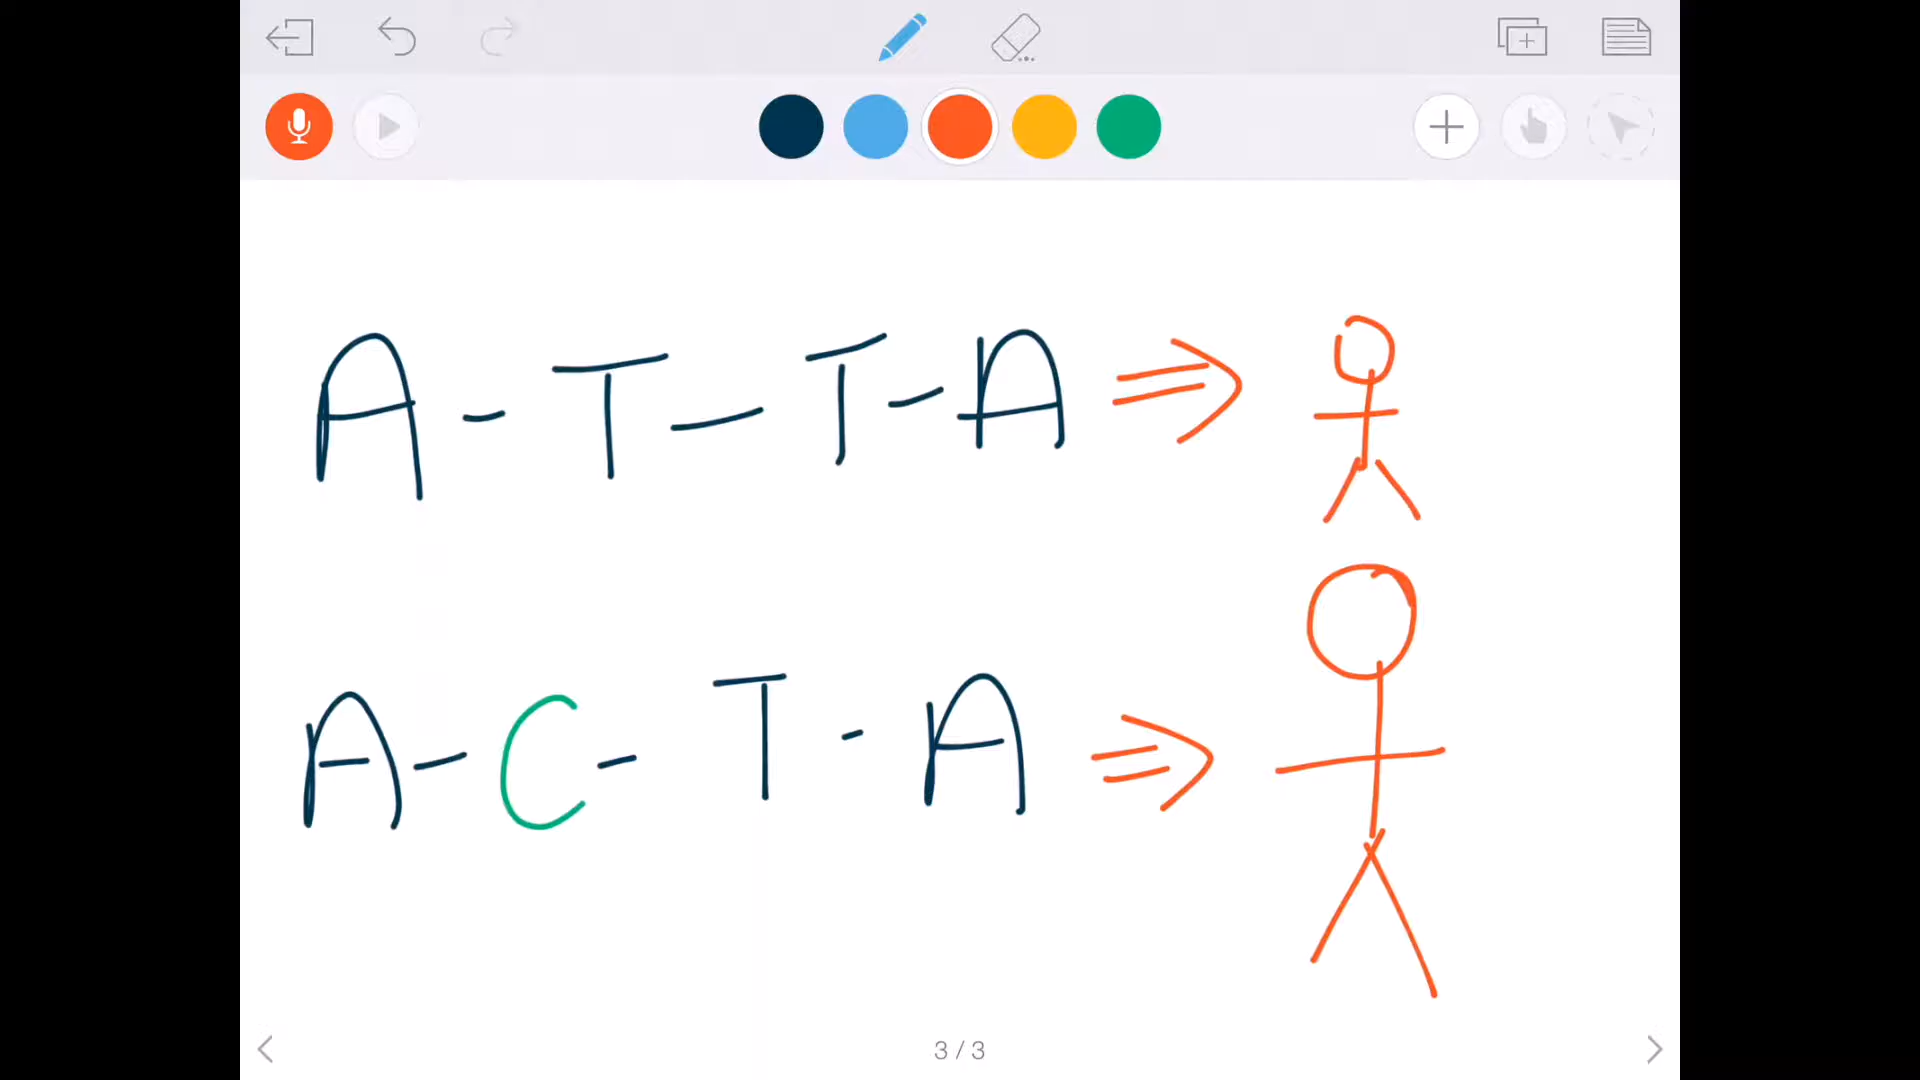 A - T - T - A ⇒
A - C - T - A ⇒
3 / 3